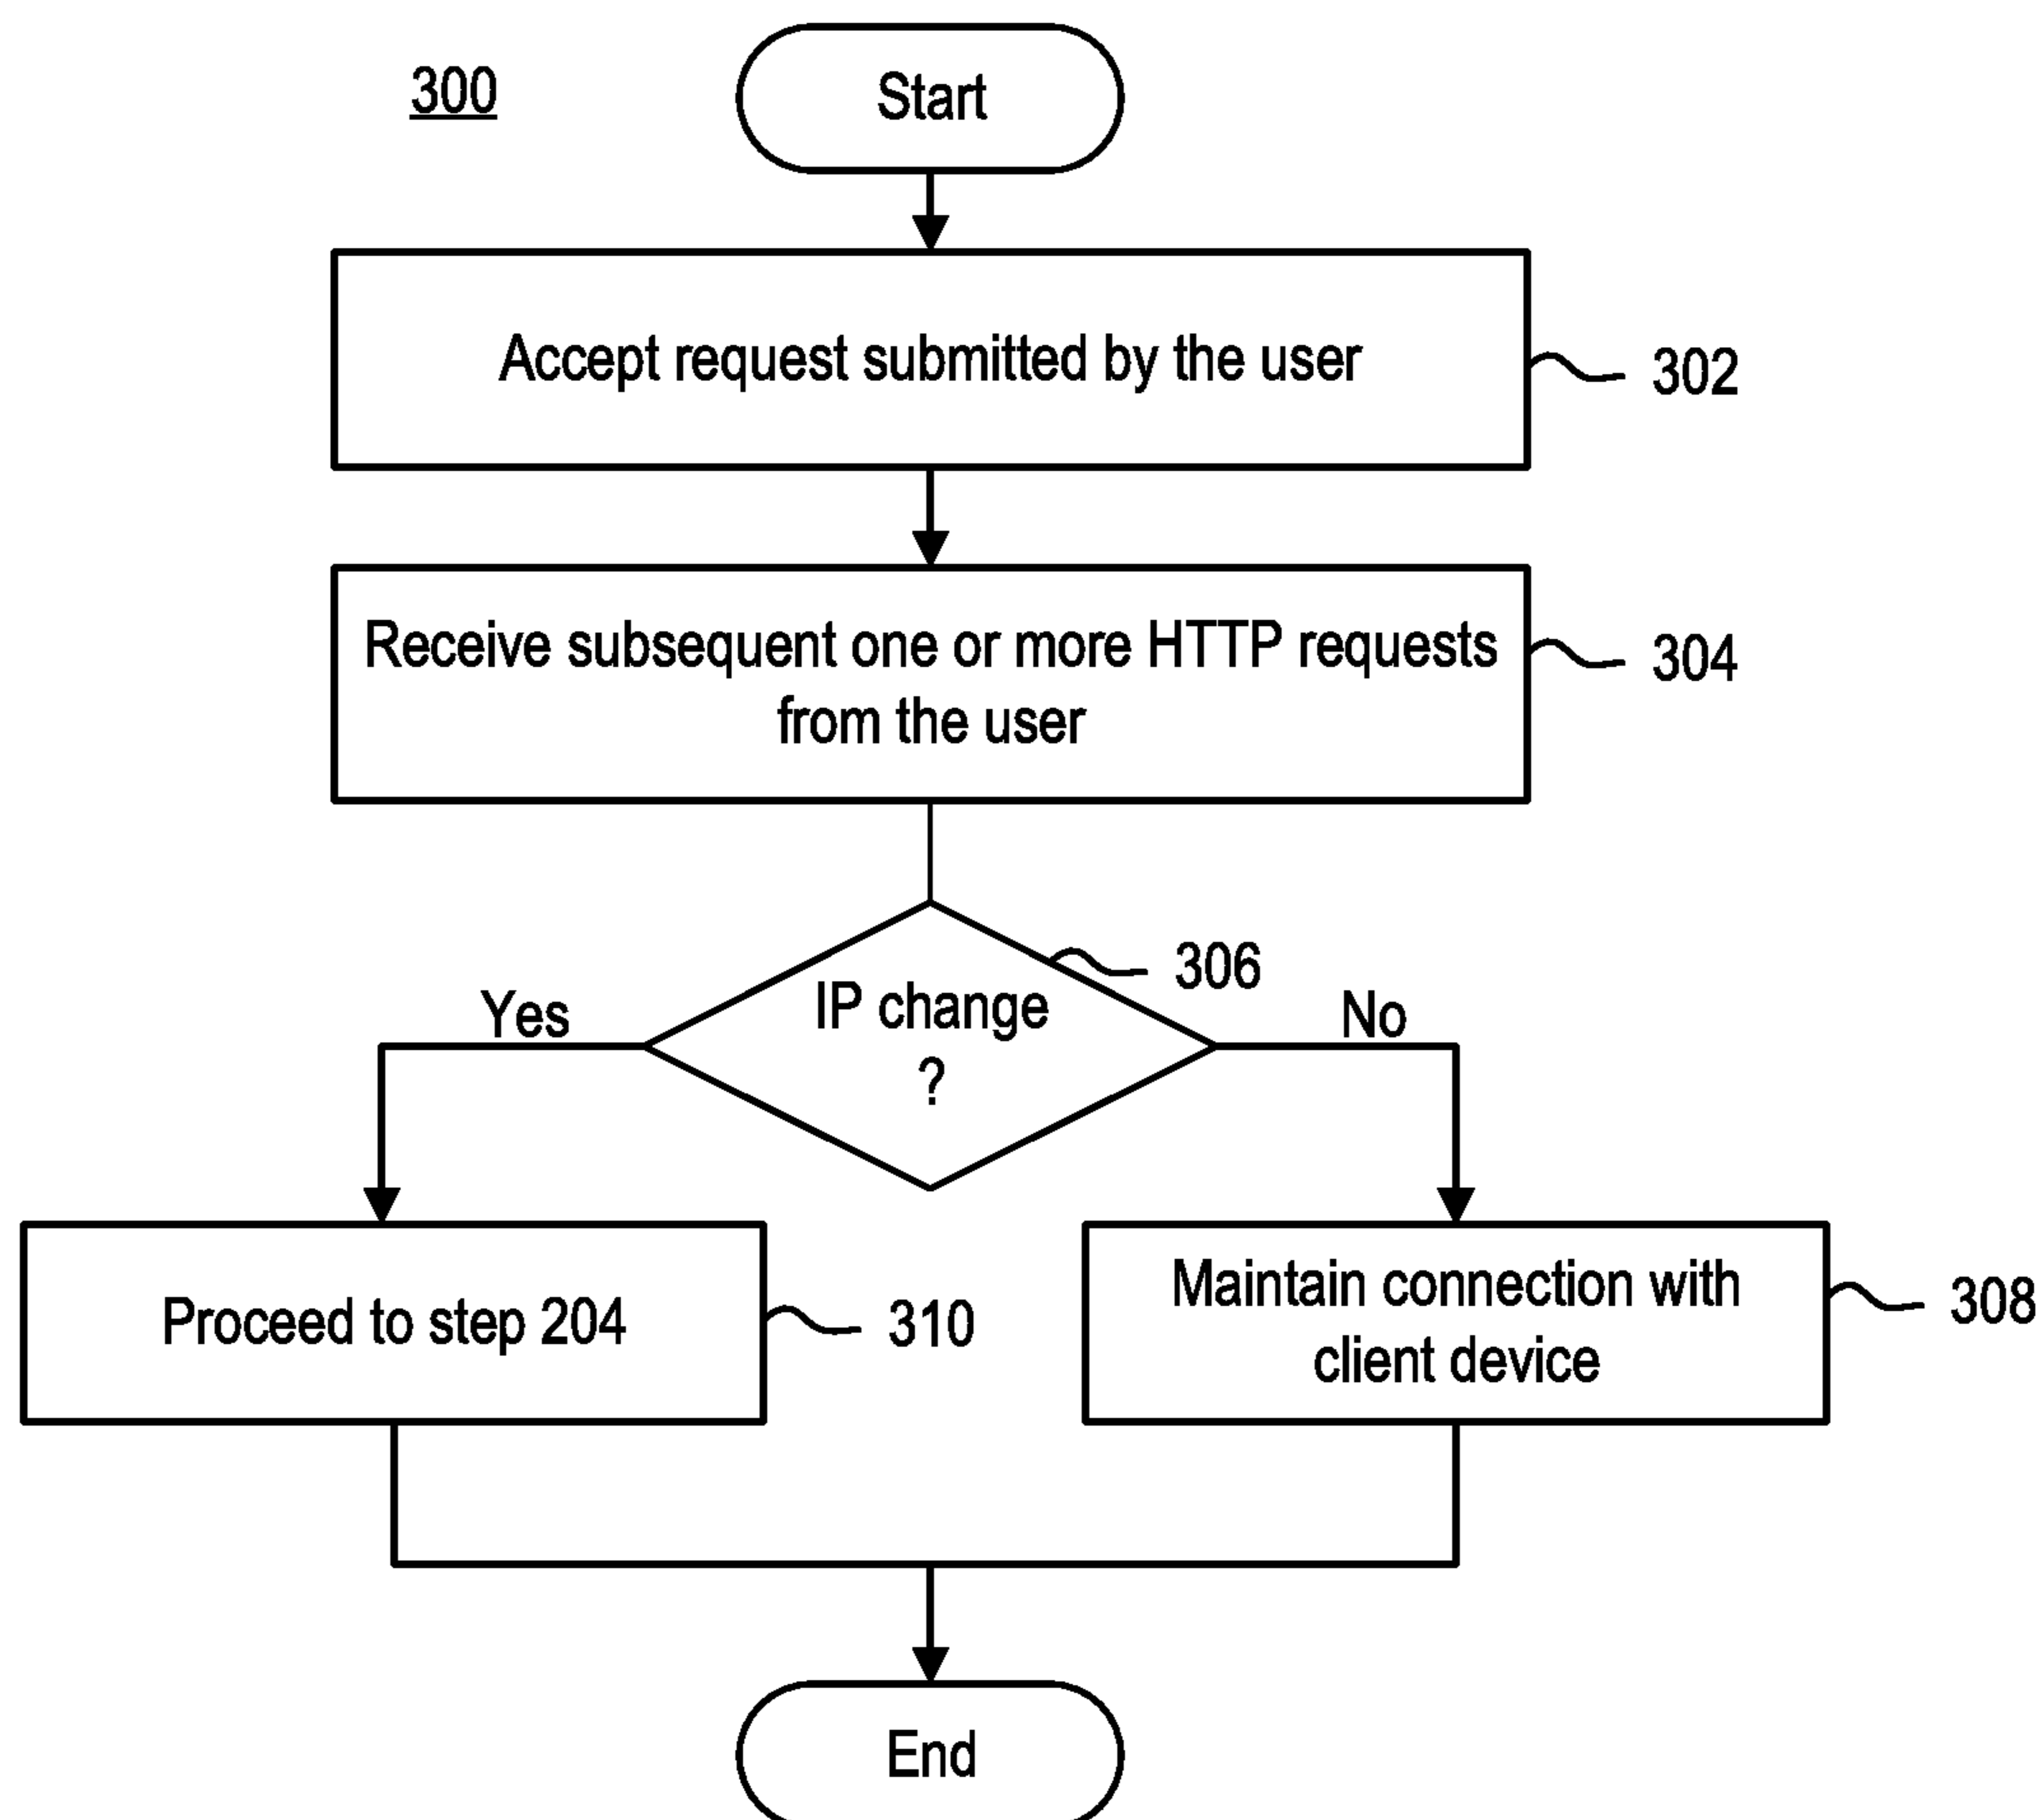 300
Start
Accept request submitted by the user
302
Receive subsequent one or more HTTP requests
from the user
304
306
IP change
?
Yes
No
Proceed to step 204
310
Maintain connection with
client device
308
End